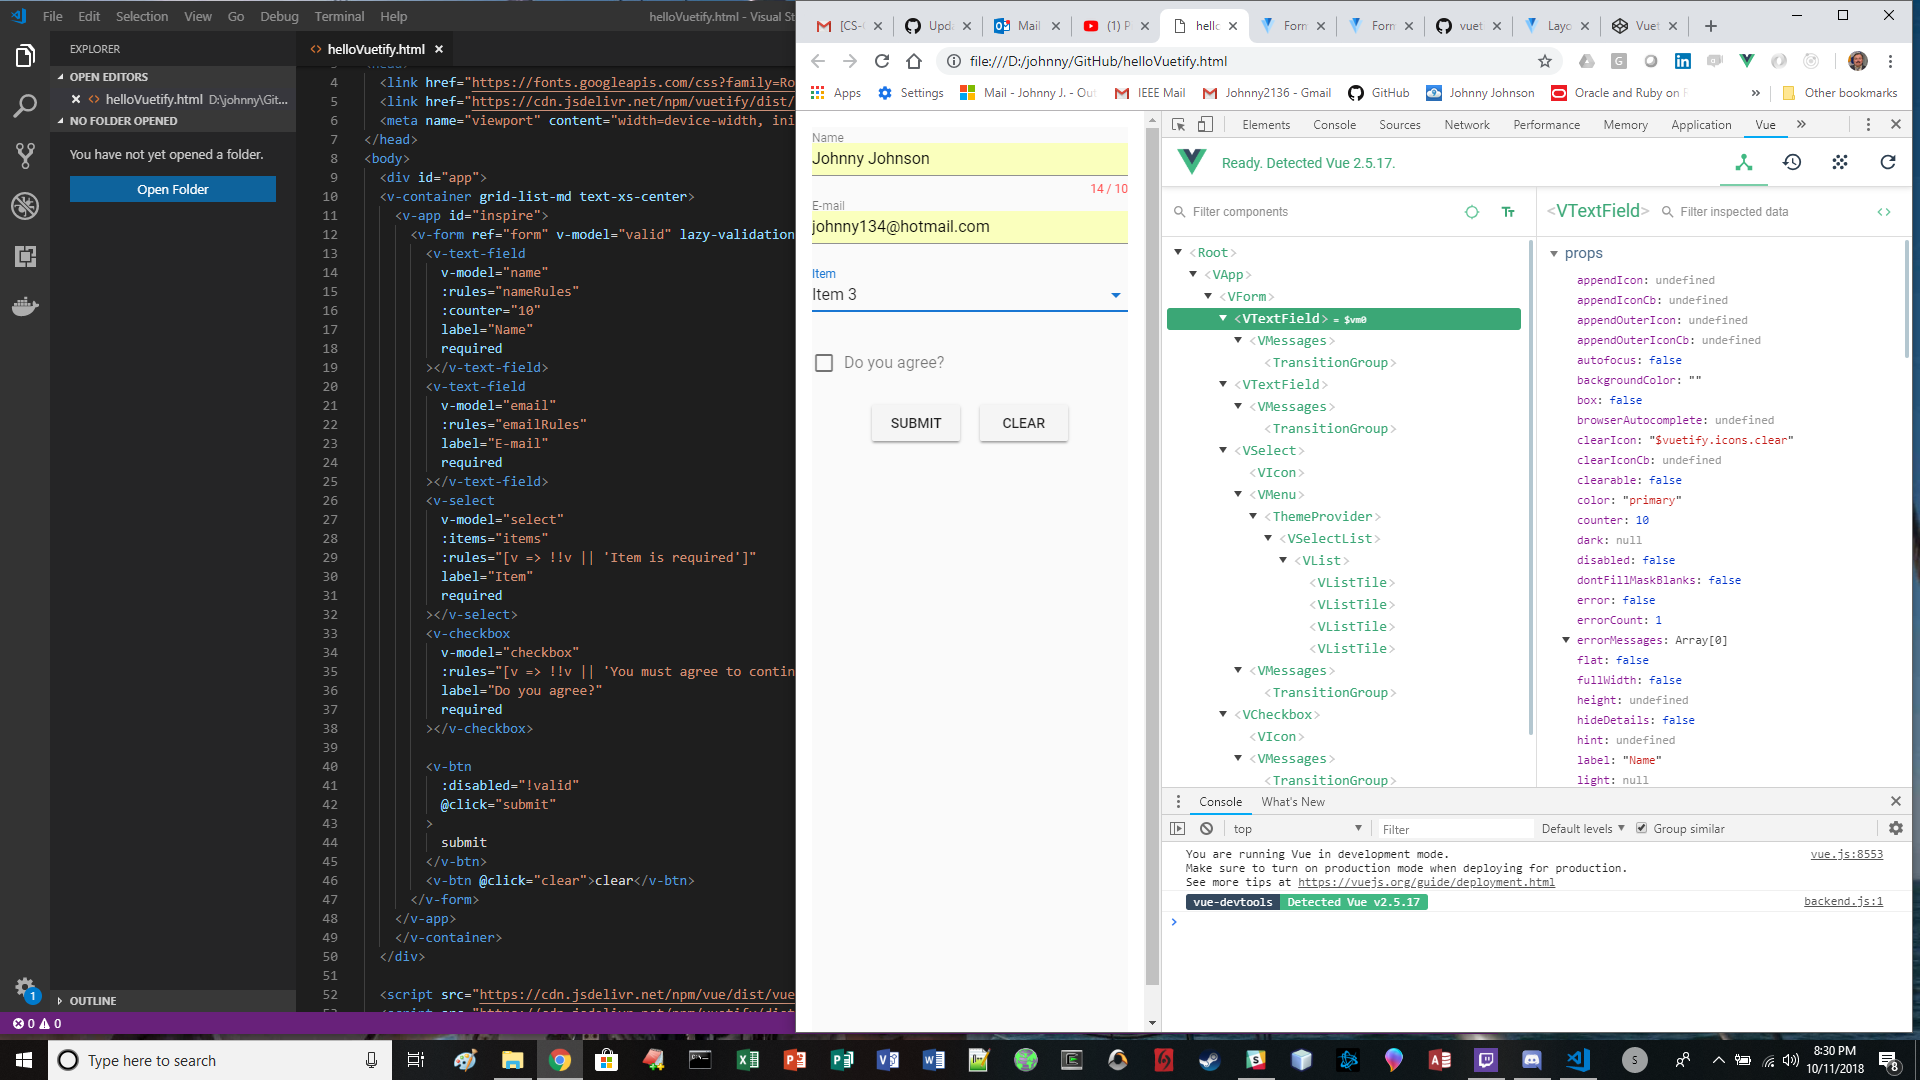 File Edit Selection View Go Debug Terminal Help helloVuetify.html - Visual St
EXPLORER
OPEN EDITORS
helloVuetify.html D:\johnny\Git...
NO FOLDER OPENED
You have not yet opened a folder.
Open Folder
OUTLINE
0 0
1
helloVuetify.html
4 <link href="https://fonts.googleapis.com/css?family=Ro
5 <link href="https://cdn.jsdelivr.net/npm/vuetify/dist/
6 <meta name="viewport" content="width=device-width, ini
7 </head>
8 <body>
9 <div id="app">
10 <v-container grid-list-md text-xs-center>
11 <v-app id="inspire">
12 <v-form ref="form" v-model="valid" lazy-validation
13 <v-text-field
14 v-model="name"
15 :rules="nameRules"
16 :counter="10"
17 label="Name"
18 required
19 ></v-text-field>
20 <v-text-field
21 v-model="email"
22 :rules="emailRules"
23 label="E-mail"
24 required
25 ></v-text-field>
26 <v-select
27 v-model="select"
28 :items="items"
29 :rules="[v => !!v || 'Item is required']"
30 label="Item"
31 required
32 ></v-select>
33 <v-checkbox
34 v-model="checkbox"
35 :rules="[v => !!v || 'You must agree to contin
36 label="Do you agree?"
37 required
38 ></v-checkbox>
39
40 <v-btn
41 :disabled="!valid"
42 @click="submit"
43 >
44 submit
45 </v-btn>
46 <v-btn @click="clear">clear</v-btn>
47 </v-form>
48 </v-app>
49 </v-container>
50 </div>
51
52 <script src="https://cdn.jsdelivr.net/npm/vue/dist/vue
[CS- Upda Mail (1) P hello Form Form vuet Layo Vuet
file:///D:/johnny/GitHub/helloVuetify.html
Apps Settings Mail - Johnny J. - Out IEEE Mail Johnny2136 - Gmail GitHub Johnny Johnson Oracle and Ruby on R » Other bookmarks
Name
Johnny Johnson
14 / 10
E-mail
johnny134@hotmail.com
Item
Item 3
Do you agree?
SUBMIT CLEAR
Elements Console Sources Network Performance Memory Application Vue »
Ready. Detected Vue 2.5.17.
Filter components
<VTextField> Filter inspected data
<Root>
<VApp>
<VForm>
<VTextField> = $vm0
<VMessages>
<TransitionGroup>
<VTextField>
<VMessages>
<TransitionGroup>
<VSelect>
<VIcon>
<VMenu>
<ThemeProvider>
<VSelectList>
<VList>
<VListTile>
<VListTile>
<VListTile>
<VListTile>
<VMessages>
<TransitionGroup>
<VCheckbox>
<VIcon>
<VMessages>
<TransitionGroup>
props
appendIcon: undefined
appendIconCb: undefined
appendOuterIcon: undefined
appendOuterIconCb: undefined
autofocus: false
backgroundColor: ""
box: false
browserAutocomplete: undefined
clearIcon: "$vuetify.icons.clear"
clearIconCb: undefined
clearable: false
color: "primary"
counter: 10
dark: null
disabled: false
dontFillMaskBlanks: false
error: false
errorCount: 1
errorMessages: Array[0]
flat: false
fullWidth: false
height: undefined
hideDetails: false
hint: undefined
label: "Name"
light: null
Console What's New
top Filter Default levels Group similar
You are running Vue in development mode. vue.js:8553
Make sure to turn on production mode when deploying for production.
See more tips at https://vuejs.org/guide/deployment.html
vue-devtools Detected Vue v2.5.17 backend.js:1
Type here to search
8:30 PM
10/11/2018
8